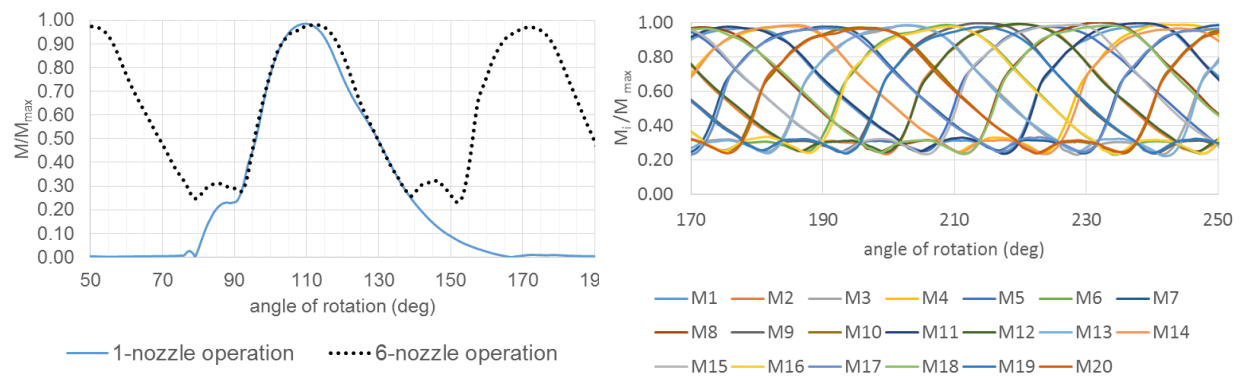 M/Mmax
1.00
0.90
0.80
0.70
0.60
0.50
0.40
0.30
0.20
0.10
0.00
50 70 90 110 130 150 170 19
angle of rotation (deg)
1-nozzle operation 6-nozzle operation
Mi /M max
1.00
0.80
0.60
0.40
0.20
0.00
170 190 210 230 250
angle of rotation (deg)
M1 M2 M3 M4 M5 M6 M7
M8 M9 M10 M11 M12 M13 M14
M15 M16 M17 M18 M19 M20